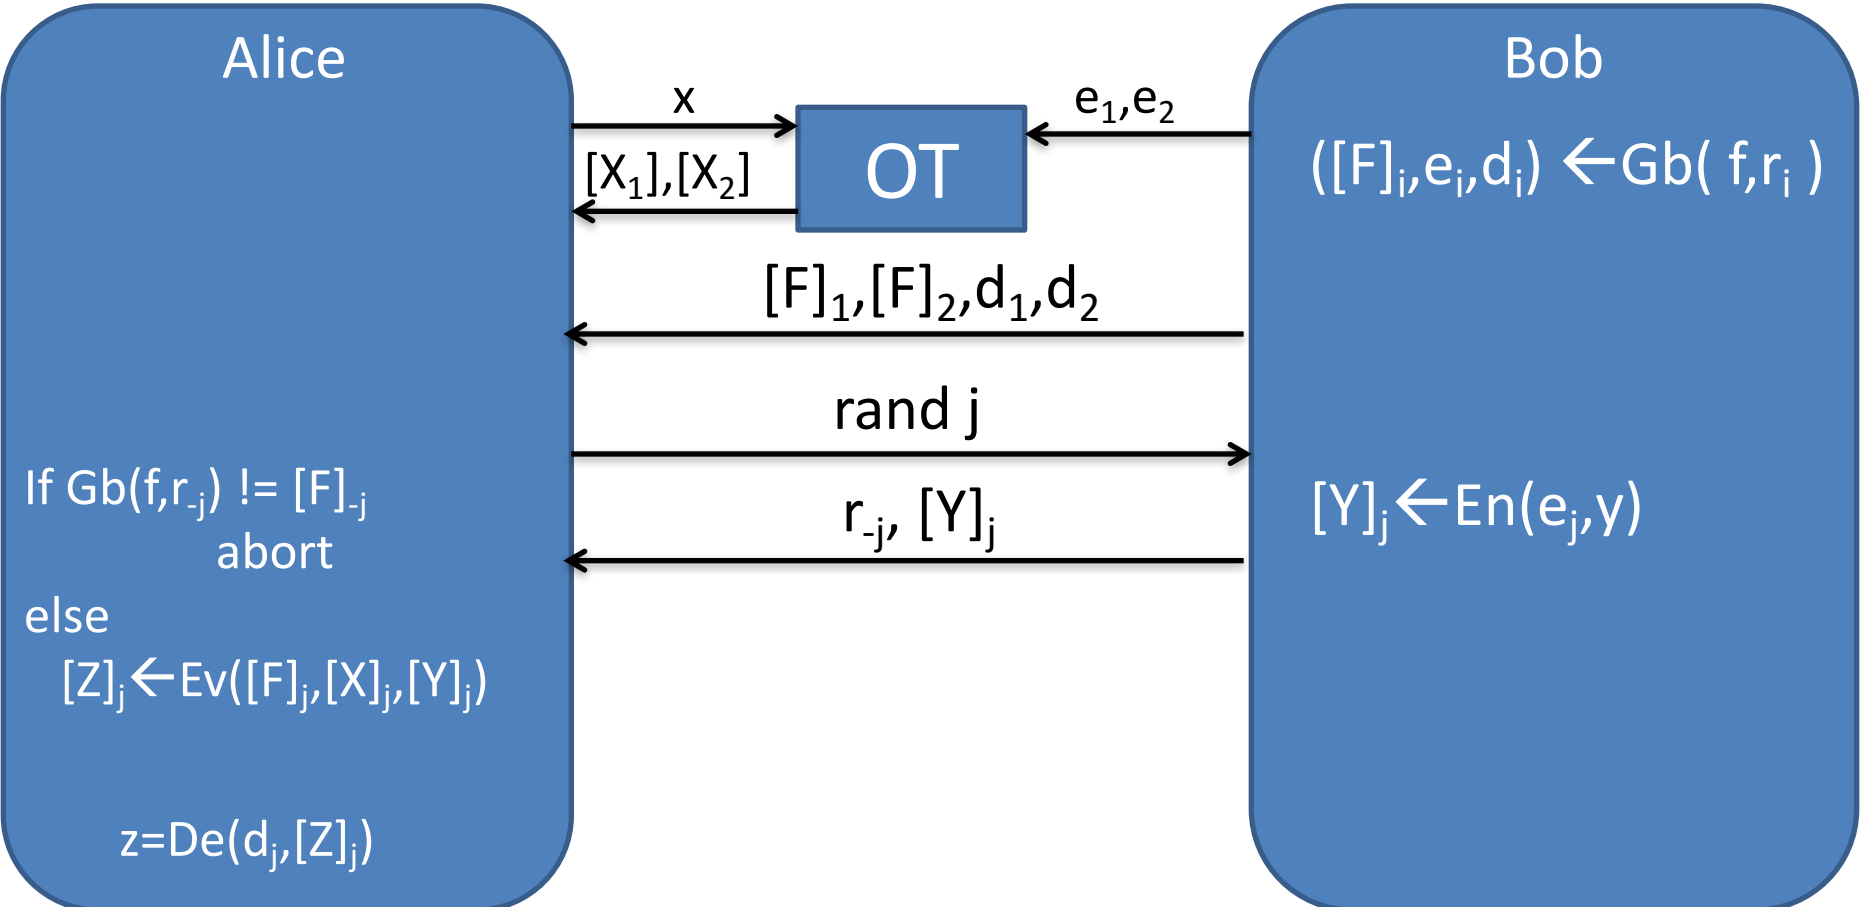 Alice
Bob
x
e₁,e₂
OT
[X₁],[X₂]
([F]ᵢ,eᵢ,dᵢ) ←Gb( f,rᵢ )
[F]₁,[F]₂,d₁,d₂
rand j
If Gb(f,r₋ⱼ) != [F]₋ⱼ
abort
r₋ⱼ, [Y]ⱼ
[Y]ⱼ←En(eⱼ,y)
else
[Z]ⱼ←Ev([F]ⱼ,[X]ⱼ,[Y]ⱼ)
z=De(dⱼ,[Z]ⱼ)